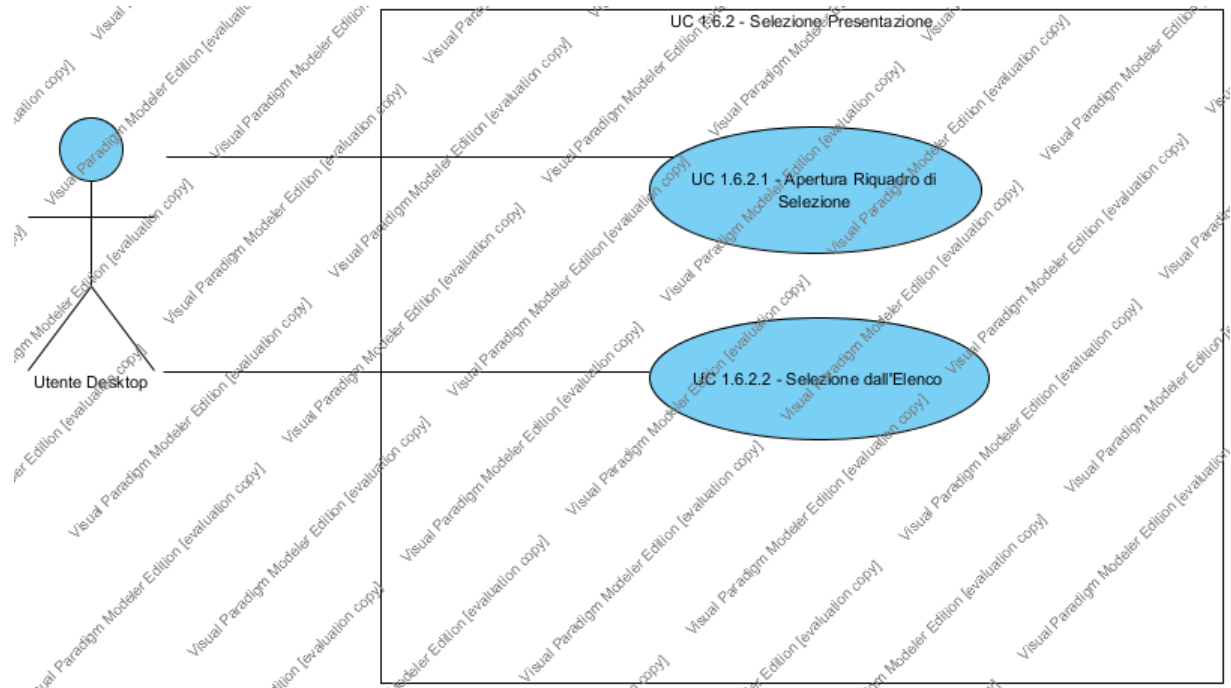 UC 1.6.2 - Selezione Presentazione
UC 1.6.2.1 - Apertura Riquadro di
Selezione
Utente Desktop
UC 1.6.2.2 - Selezione dall'Elenco
Visual Paradigm Modeler Edition [evaluation copy]